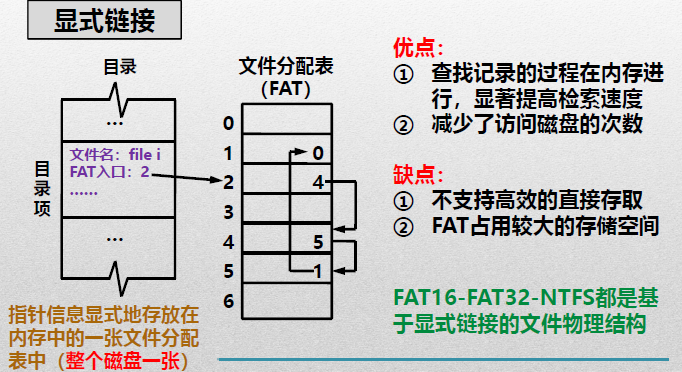 显式链接
目录
...
目录项
文件名：file i
FAT入口：2
......
...
指针信息显式地存放在
内存中的一张文件分配
表中（整个磁盘一张）
文件分配表
（FAT）
0
1 0
2 4
3
4 5
5 1
6
优点：
① 查找记录的过程在内存进
行，显著提高检索速度
② 减少了访问磁盘的次数
缺点：
① 不支持高效的直接存取
② FAT占用较大的存储空间
FAT16-FAT32-NTFS都是基
于显式链接的文件物理结构